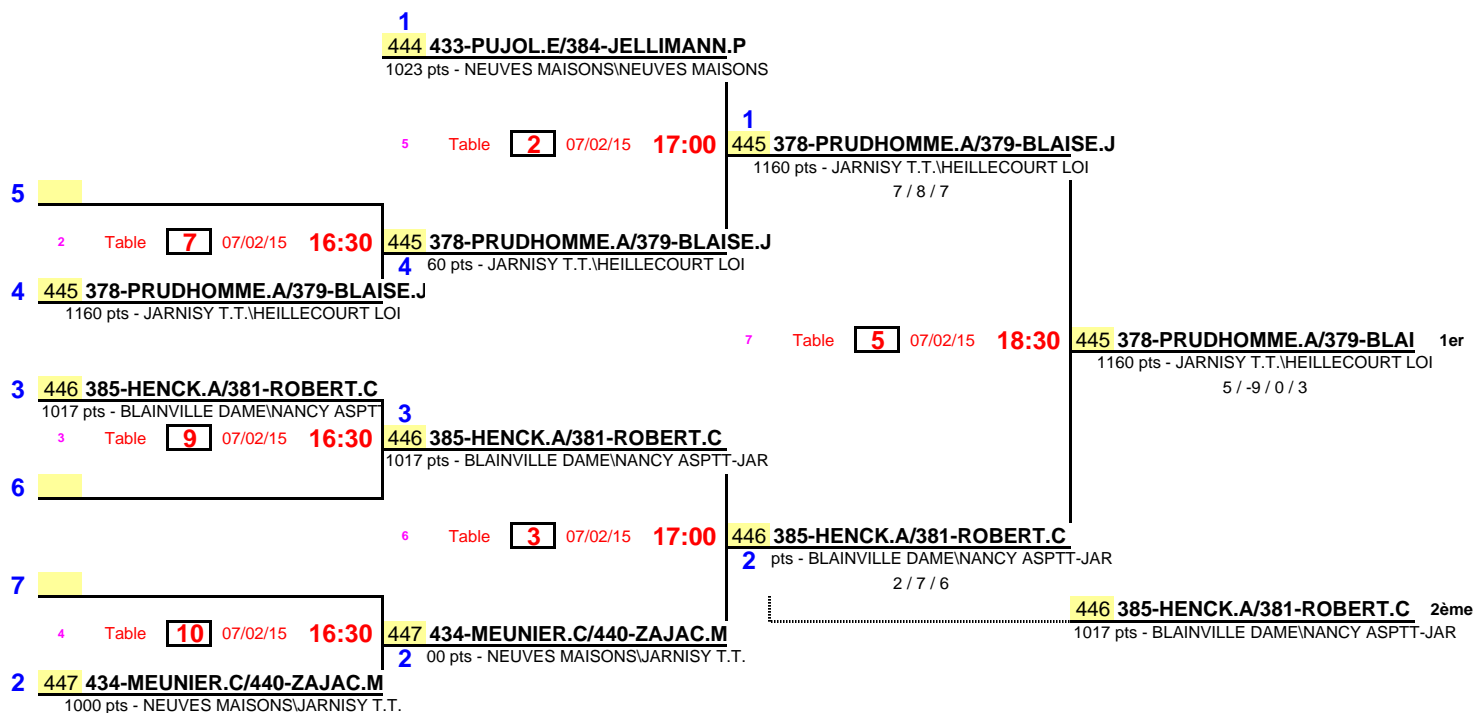 1
444 433-PUJOL.E/384-JELLIMANN.P
1023 pts - NEUVES MAISONS\NEUVES MAISONS
1
5 Table 2 07/02/15 17:00 445 378-PRUDHOMME.A/379-BLAISE.J
1160 pts - JARNISY T.T.\HEILLECOURT LOI
7 / 8 / 7
5
2 Table 7 07/02/15 16:30 445 378-PRUDHOMME.A/379-BLAISE.J
4 60 pts - JARNISY T.T.\HEILLECOURT LOI
4 445 378-PRUDHOMME.A/379-BLAISE.J
1160 pts - JARNISY T.T.\HEILLECOURT LOI
7 Table 5 07/02/15 18:30 445 378-PRUDHOMME.A/379-BLAI 1er
1160 pts - JARNISY T.T.\HEILLECOURT LOI
5 / -9 / 0 / 3
3 446 385-HENCK.A/381-ROBERT.C
1017 pts - BLAINVILLE DAME\NANCY ASPTT
3
3 Table 9 07/02/15 16:30 446 385-HENCK.A/381-ROBERT.C
1017 pts - BLAINVILLE DAME\NANCY ASPTT-JAR
6
6 Table 3 07/02/15 17:00 446 385-HENCK.A/381-ROBERT.C
2 pts - BLAINVILLE DAME\NANCY ASPTT-JAR
2 / 7 / 6
7
446 385-HENCK.A/381-ROBERT.C 2ème
1017 pts - BLAINVILLE DAME\NANCY ASPTT-JAR
4 Table 10 07/02/15 16:30 447 434-MEUNIER.C/440-ZAJAC.M
2 00 pts - NEUVES MAISONS\JARNISY T.T.
2 447 434-MEUNIER.C/440-ZAJAC.M
1000 pts - NEUVES MAISONS\JARNISY T.T.